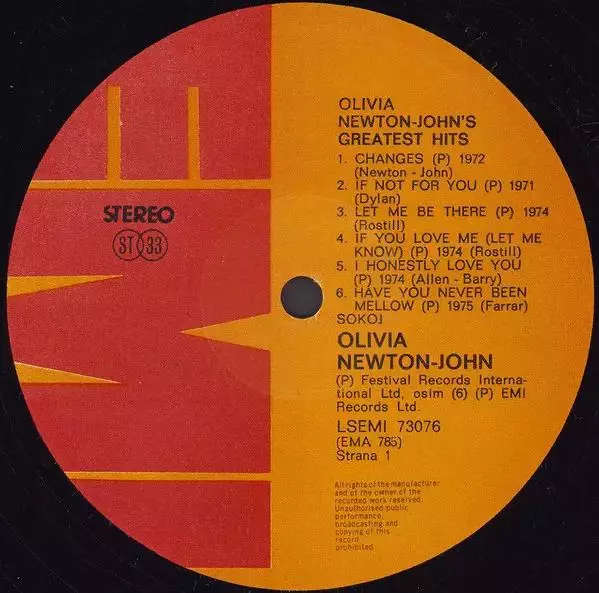 OLIVIA
NEWTON-JOHN'S
GREATEST HITS
1. CHANGES (P) 1972
(Newton - John)
2. IF NOT FOR YOU (P) 1971
(Dylan)
3. LET ME BE THERE (P) 1974
(Rostill)
4. IF YOU LOVE ME (LET ME
KNOW) (P) 1974 (Rostill)
5. I HONESTLY LOVE YOU
(P) 1974 (Allen - Barry)
6. HAVE YOU NEVER BEEN
MELLOW (P) 1975 (Farrar)
SOKOJ
STEREO
ST 33
OLIVIA
NEWTON-JOHN
(P) Festival Records Interna-
tional Ltd, osim (6) (P) EMI
Records Ltd.
LSEMI 73076
(EMA 785)
Strana 1
All rights of the manufacturer
and of the owner of the
recorded work reserved.
Unauthorised public
performance,
broadcasting and
copying of this
record
prohibited
EMI